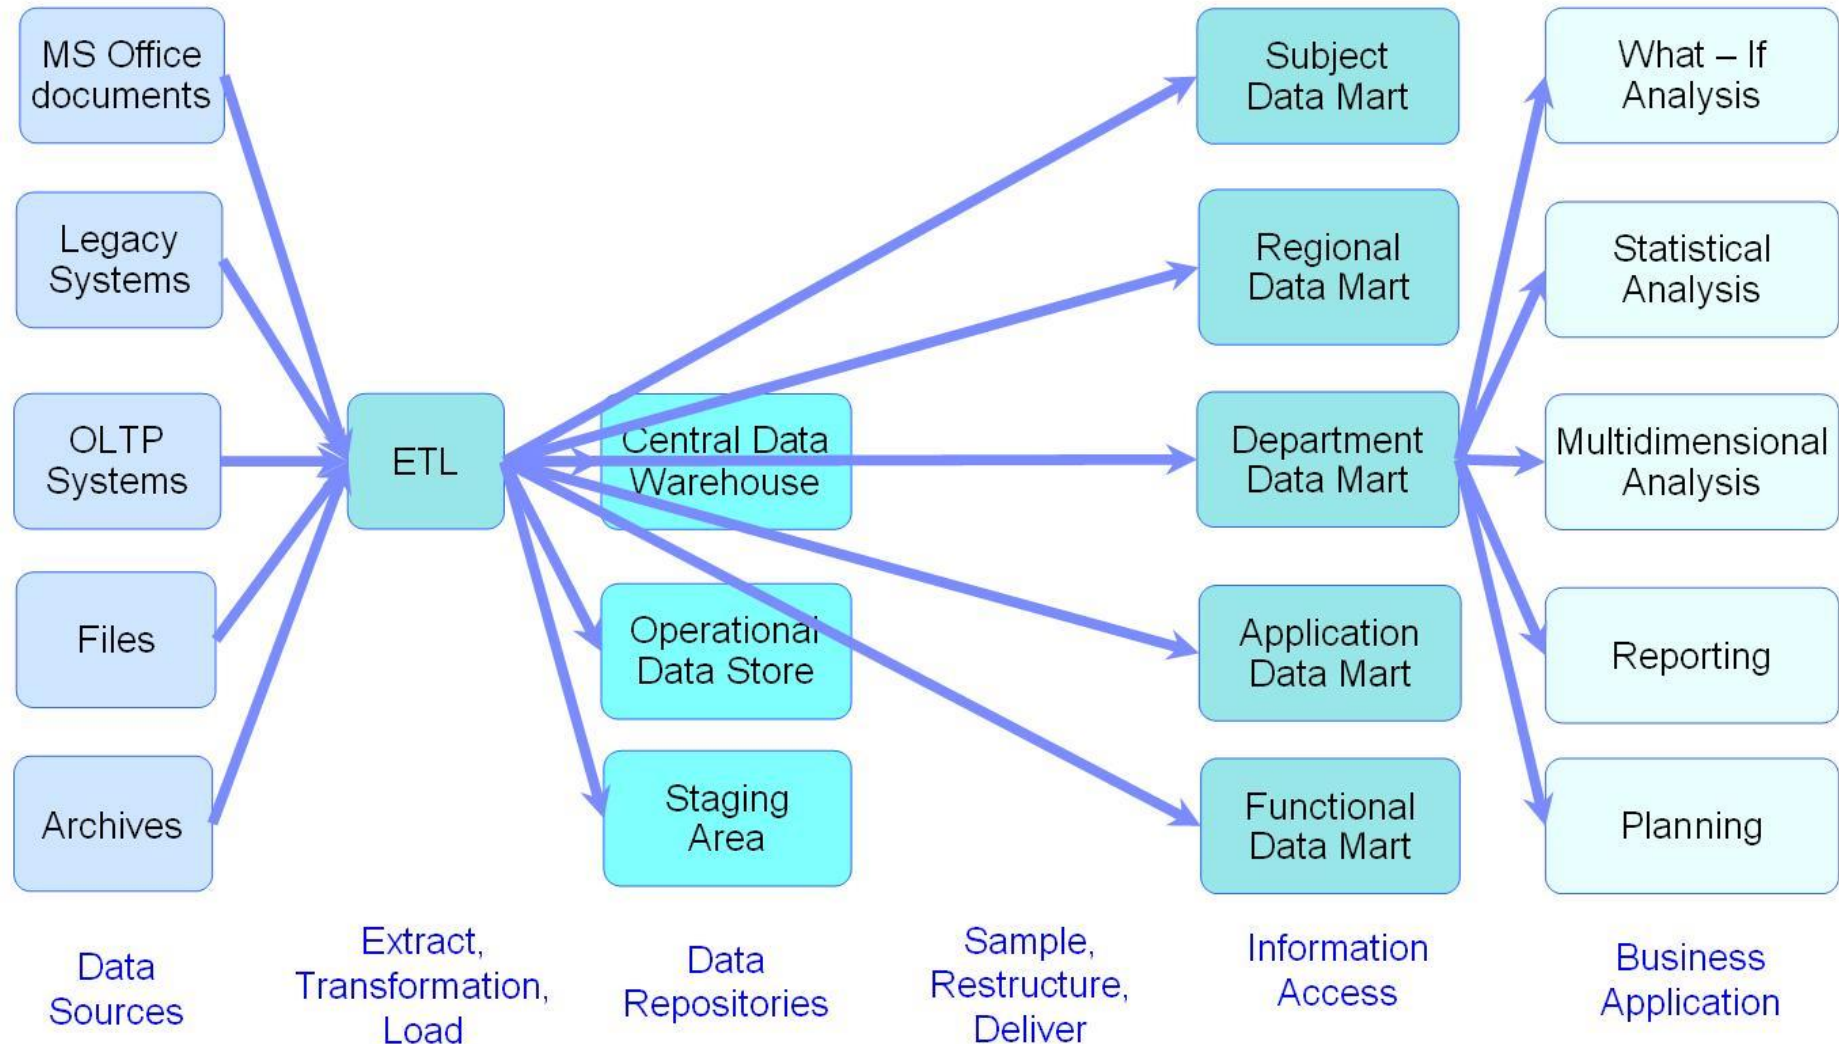 MS Office
documents
Legacy
Systems
OLTP
Systems
Files
Archives
ETL
Central Data
Warehouse
Operational
Data Store
Staging
Area
Subject
Data Mart
Regional
Data Mart
Department
Data Mart
Application
Data Mart
Functional
Data Mart
What – If
Analysis
Statistical
Analysis
Multidimensional
Analysis
Reporting
Planning
Data
Sources
Extract,
Transformation,
Load
Data
Repositories
Sample,
Restructure,
Deliver
Information
Access
Business
Application